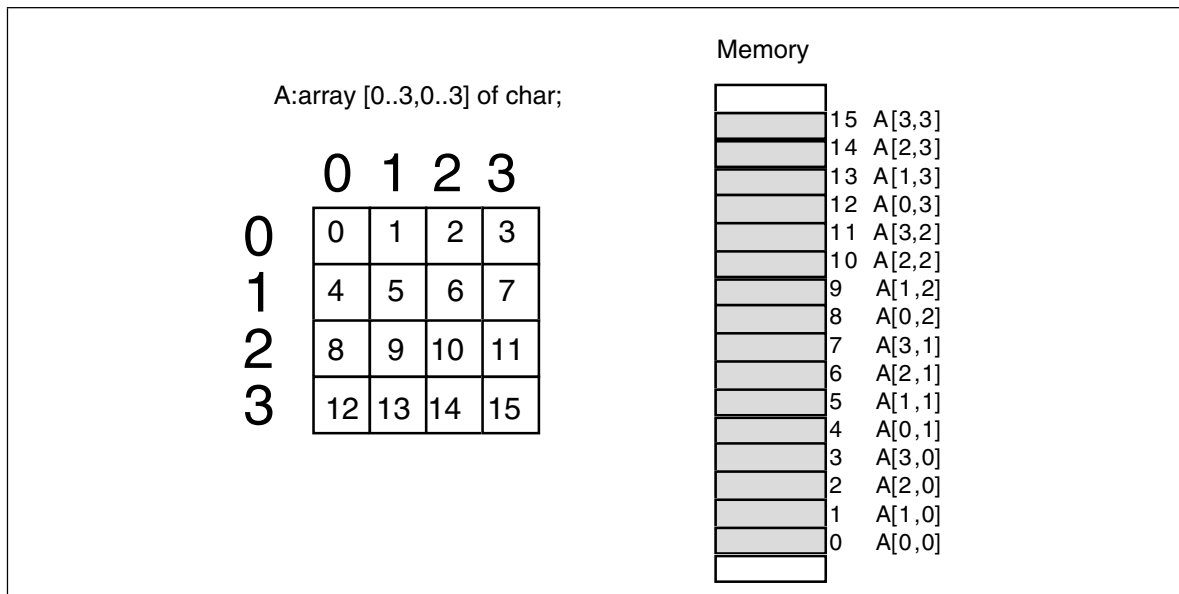 A:array [0..3,0..3] of char;
0 1 2 3
0 0 1 2 3
1 4 5 6 7
2 8 9 10 11
3 12 13 14 15
Memory
15 A[3,3]
14 A[2,3]
13 A[1,3]
12 A[0,3]
11 A[3,2]
10 A[2,2]
9 A[1,2]
8 A[0,2]
7 A[3,1]
6 A[2,1]
5 A[1,1]
4 A[0,1]
3 A[3,0]
2 A[2,0]
1 A[1,0]
0 A[0,0]